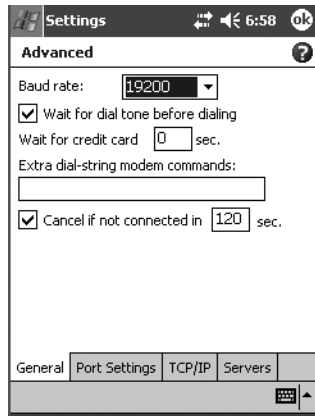 Settings 6:58 ok
Advanced ?
Baud rate: 19200
Wait for dial tone before dialing
Wait for credit card 0 sec.
Extra dial-string modem commands:
Cancel if not connected in 120 sec.
General Port Settings TCP/IP Servers